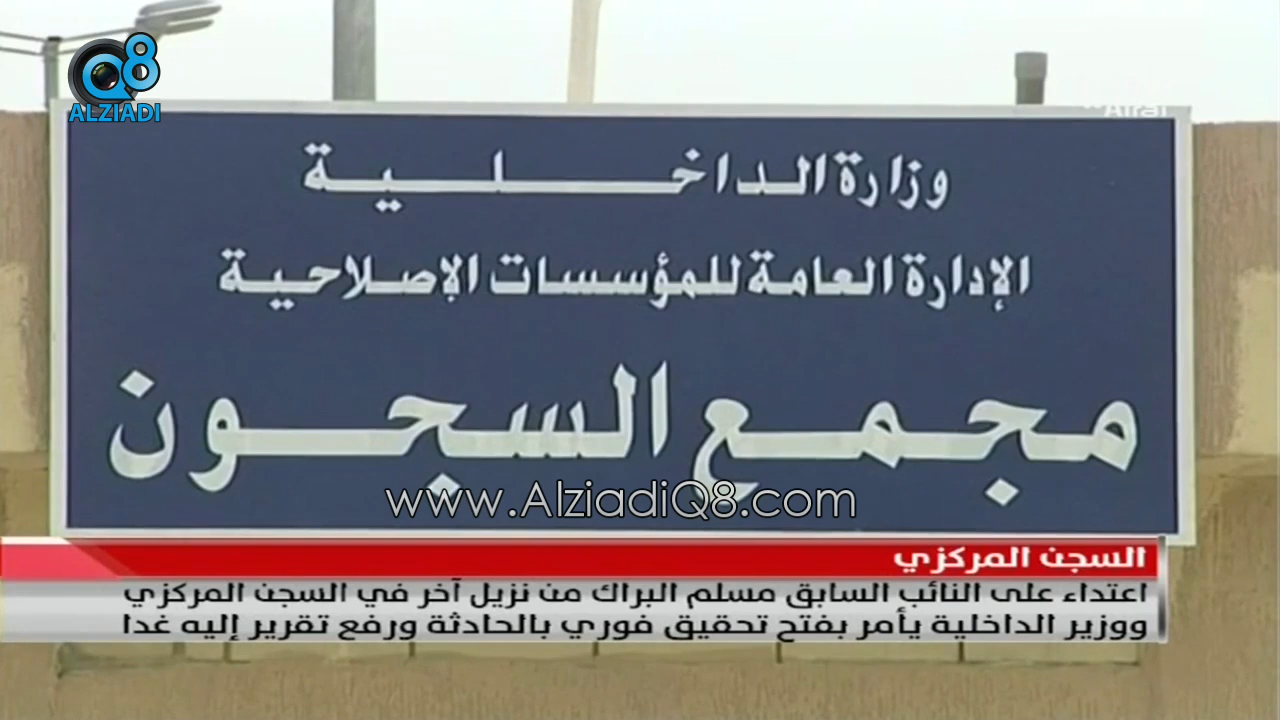 Q8
ALZIADI
وزارة الداخلية
الإدارة العامة للمؤسسات الإصلاحية
مجمع السجون
www.AlziadiQ8.com
السجن المركزي
اعتداء على النائب السابق مسلم البراك من نزيل آخر في السجن المركزي
ووزير الداخلية يأمر بفتح تحقيق فوري بالحادثة ورفع تقرير إليه غدا